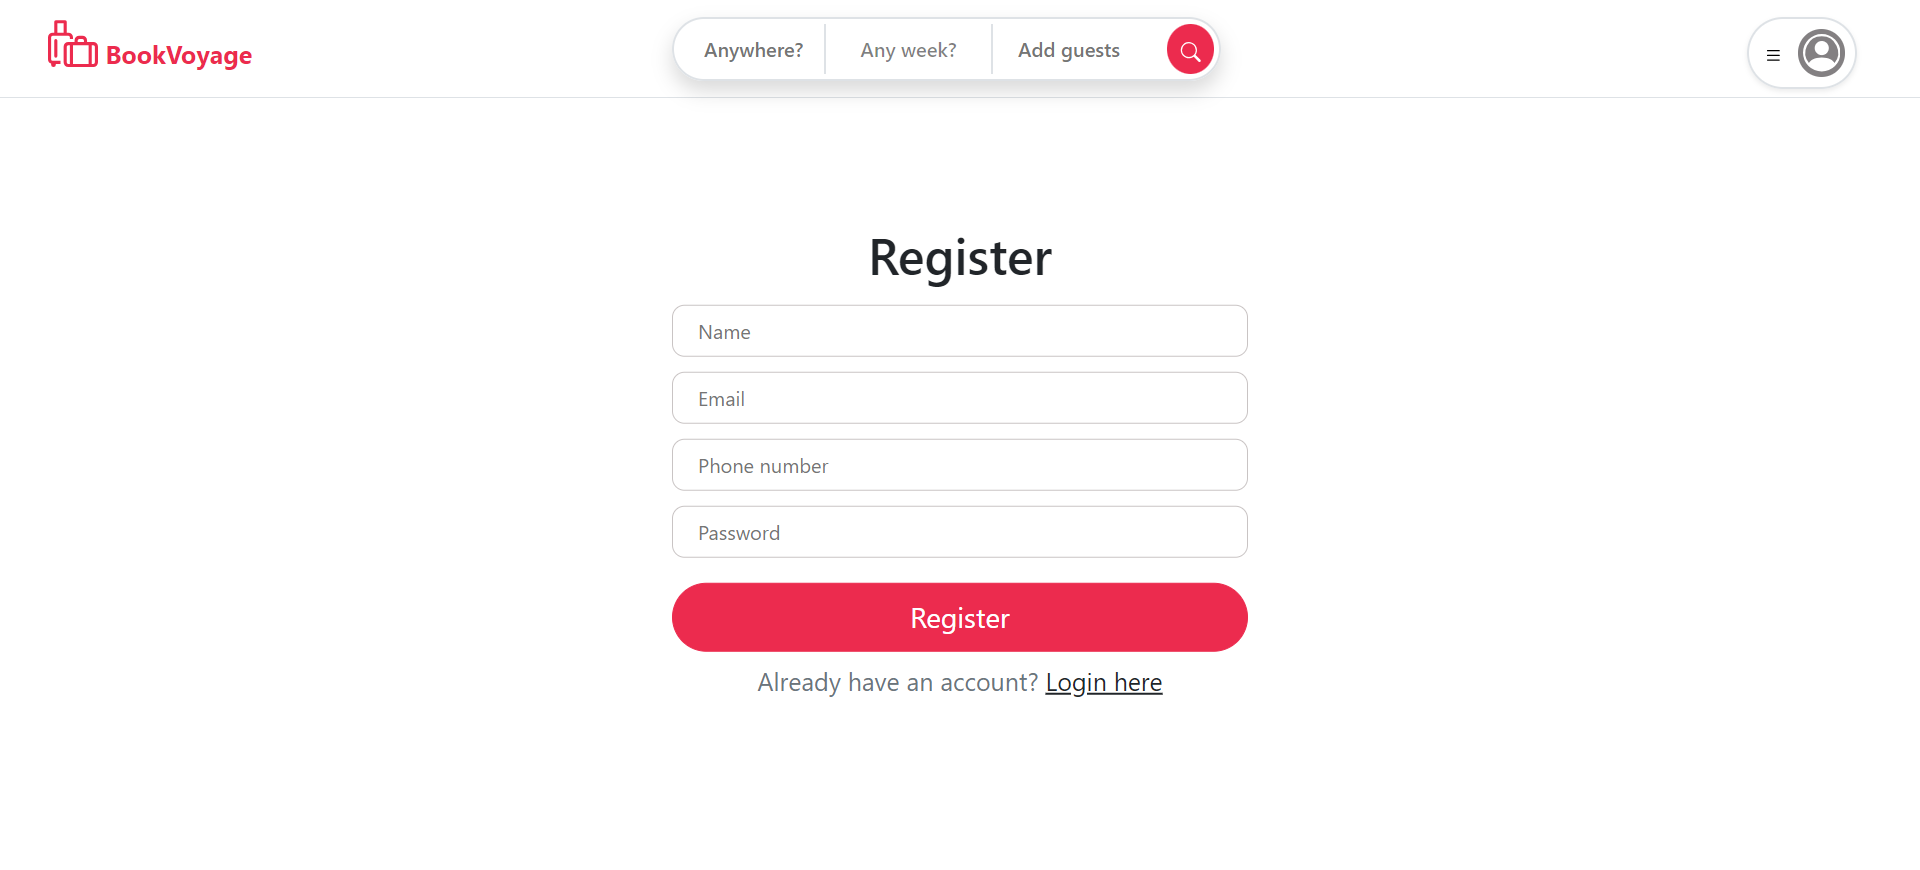 BookVoyage
Anywhere?
Any week?
Add guests
Register
Name
Email
Phone number
Password
Register
Already have an account? Login here